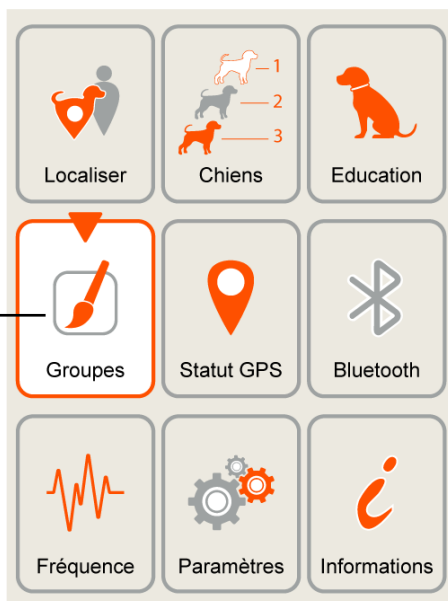 1
2
3
Localiser
Chiens
Education
Groupes
Statut GPS
Bluetooth
Fréquence
Paramètres
Informations